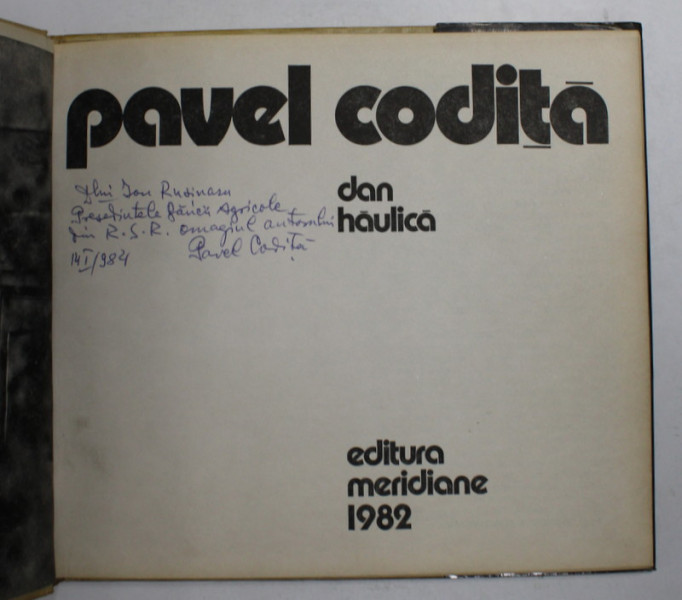 pavel codiță
dan
hăulică
Dlui Ion Rusinaru
Președintele Băncii Agricole
din R.S.R. omagiul autorului
14/I/984 Pavel Codiță
editura
meridiane
1982